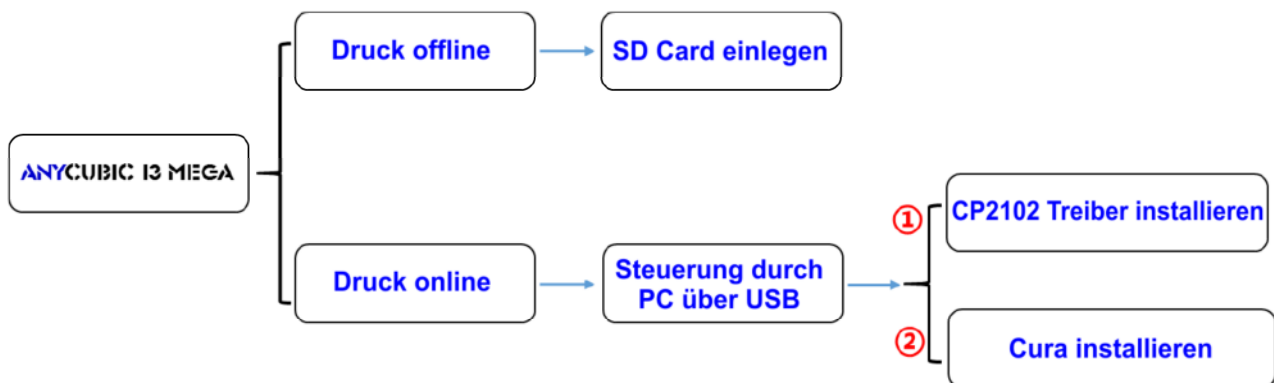 Druck offline
SD Card einlegen
ANYCUBIC I3 MEGA
① CP2102 Treiber installieren
Druck online
Steuerung durch
PC über USB
② Cura installieren